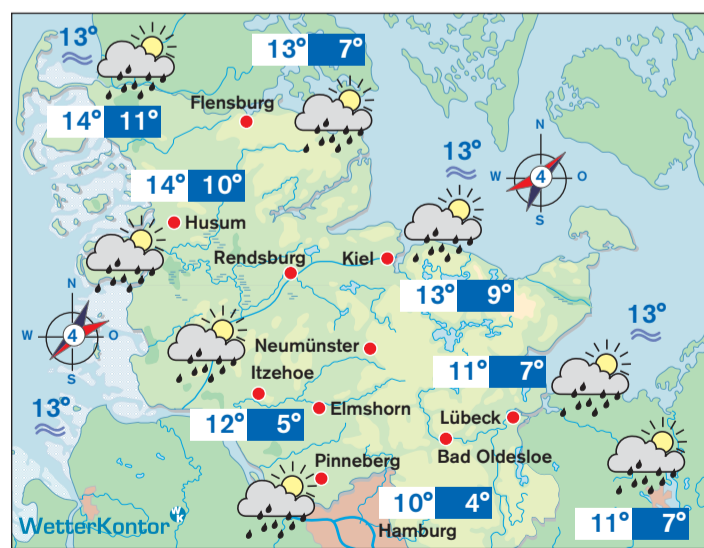 13°
13° 7°
Flensburg
14° 11°
13°
N
W 4 O
S
14° 10°
Husum
Rendsburg
Kiel
13° 9°
N
W 4 O
S
13°
Neumünster
Itzehoe
11° 7°
13°
12° 5°
Elmshorn
Lübeck
Bad Oldesloe
Pinneberg
10° 4°
Hamburg
11° 7°
WetterKontor
WK